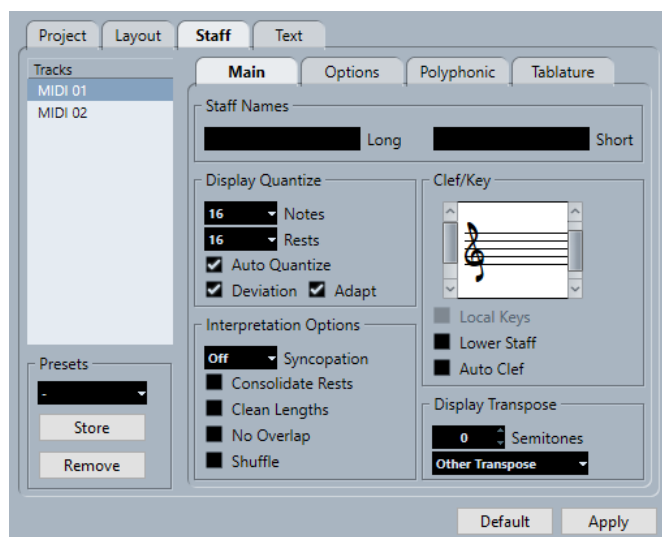 Project Layout Staff Text
Tracks
MIDI 01
MIDI 02
Presets
-
Store
Remove
Main Options Polyphonic Tablature
Staff Names
Long Short
Display Quantize
16 Notes
16 Rests
Auto Quantize
Deviation Adapt
Interpretation Options
Off Syncopation
Consolidate Rests
Clean Lengths
No Overlap
Shuffle
Clef/Key
Local Keys
Lower Staff
Auto Clef
Display Transpose
0 Semitones
Other Transpose
Default Apply